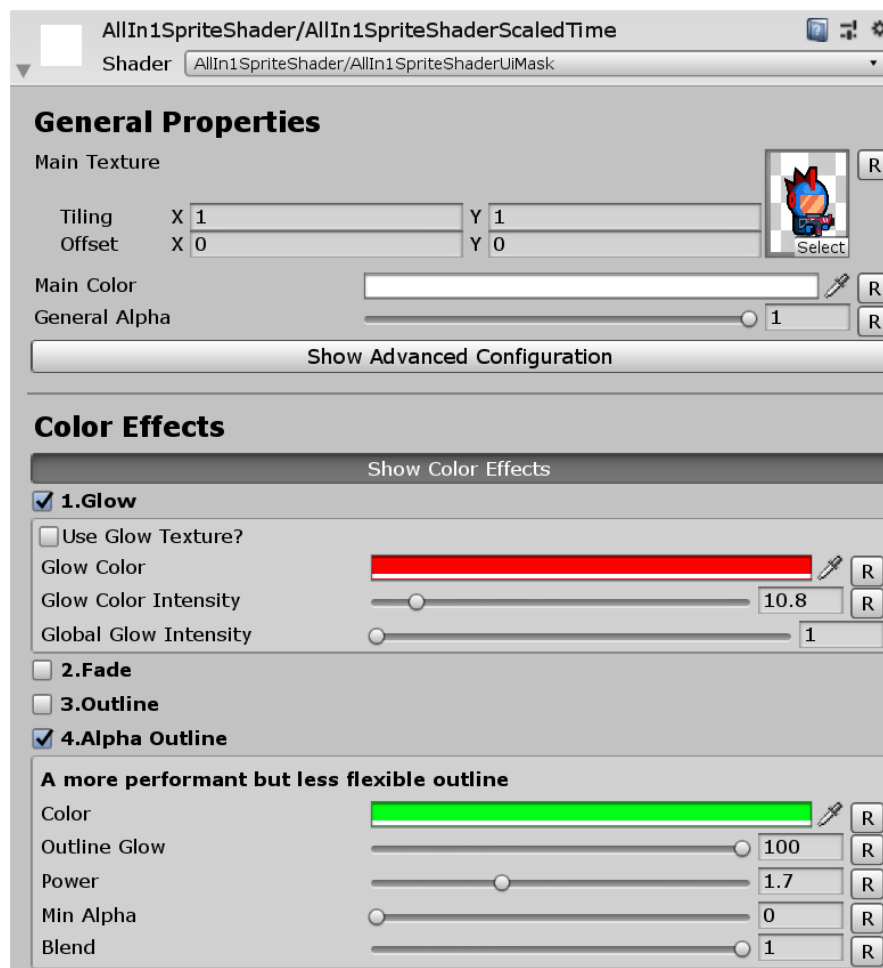 AllIn1SpriteShader/AllIn1SpriteShaderScaledTime
Shader AllIn1SpriteShader/AllIn1SpriteShaderUiMask
General Properties
Main Texture R
Tiling X 1 Y 1
Offset X 0 Y 0 Select
Main Color R
General Alpha 1 R
Show Advanced Configuration
Color Effects
Show Color Effects
1.Glow
Use Glow Texture?
Glow Color R
Glow Color Intensity 10.8 R
Global Glow Intensity 1
2.Fade
3.Outline
4.Alpha Outline
A more performant but less flexible outline
Color R
Outline Glow 100 R
Power 1.7 R
Min Alpha 0 R
Blend 1 R